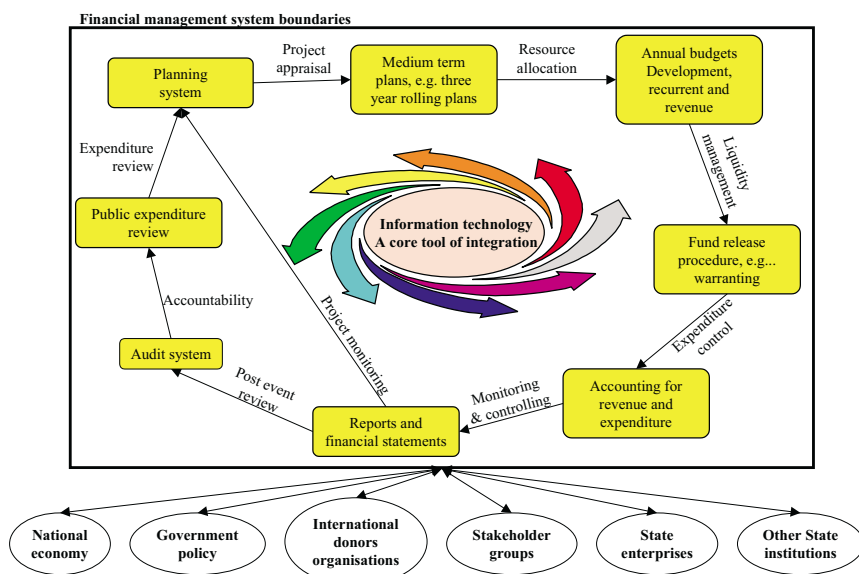 Financial management system boundaries
Planning
system
Project
appraisal
Medium term
plans, e.g. three
year rolling plans
Resource
allocation
Annual budgets
Development,
recurrent and
revenue
Liquidity
management
Fund release
procedure, e.g...
warranting
Expenditure
control
Accounting for
revenue and
expenditure
Monitoring
& controlling
Reports and
financial statements
Project monitoring
Post event
review
Audit system
Accountability
Public expenditure
review
Expenditure
review
Information technology
A core tool of integration
National
economy
Government
policy
International
donors
organisations
Stakeholder
groups
State
enterprises
Other State
institutions